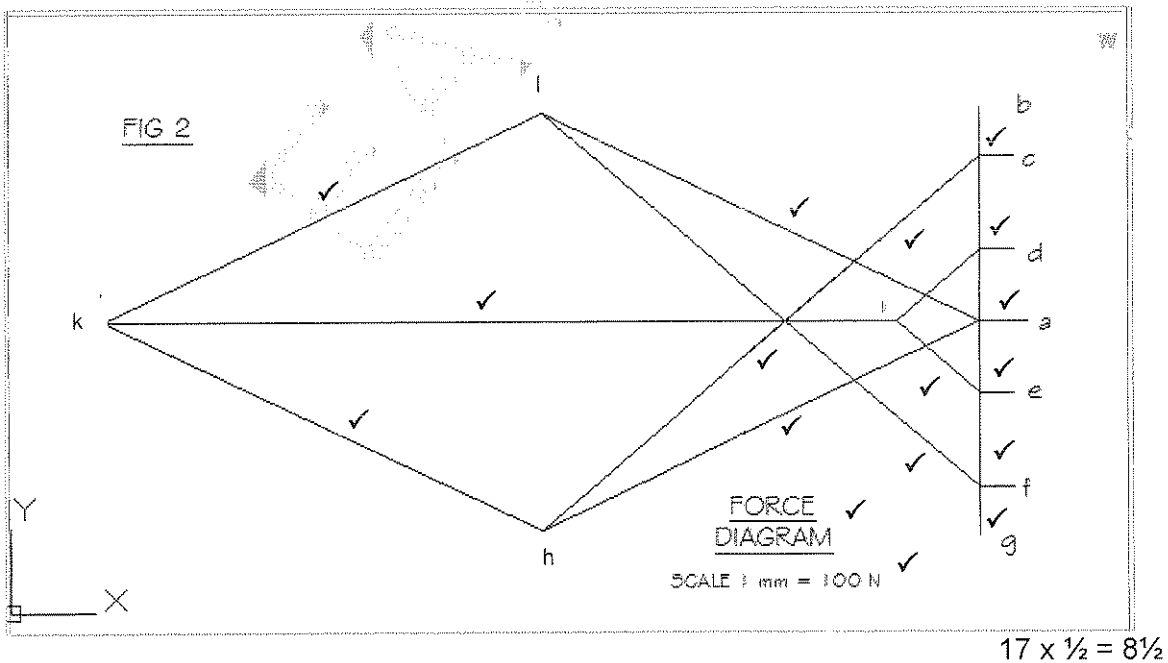 W
l
b
FIG 2
c
d
k
a
e
f
Y
FORCE
DIAGRAM
g
h
SCALE 1 mm = 100 N
X
17 x ½ = 8½